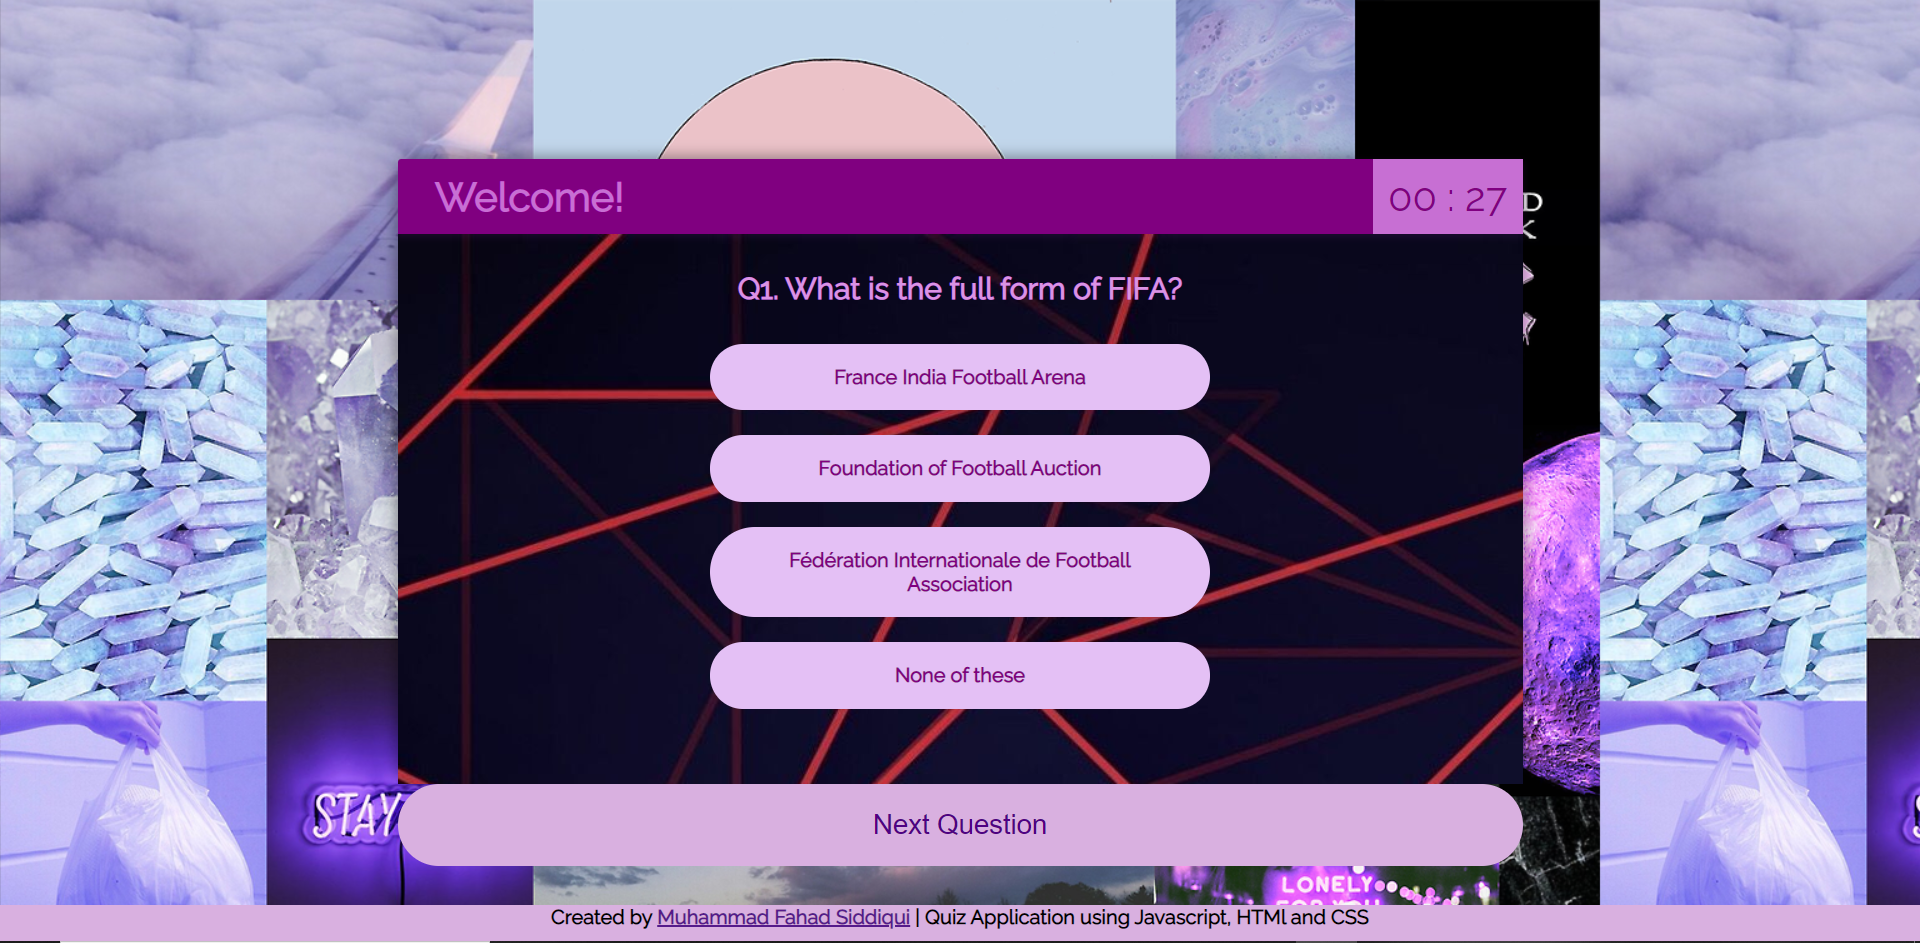 Welcome!
00 : 27
D
K
Q1. What is the full form of FIFA?
France India Football Arena
Foundation of Football Auction
Fédération Internationale de Football
Association
None of these
STAY
Next Question
LONELY
FOR YOU
Created by Muhammad Fahad Siddiqui | Quiz Application using Javascript, HTMl and CSS